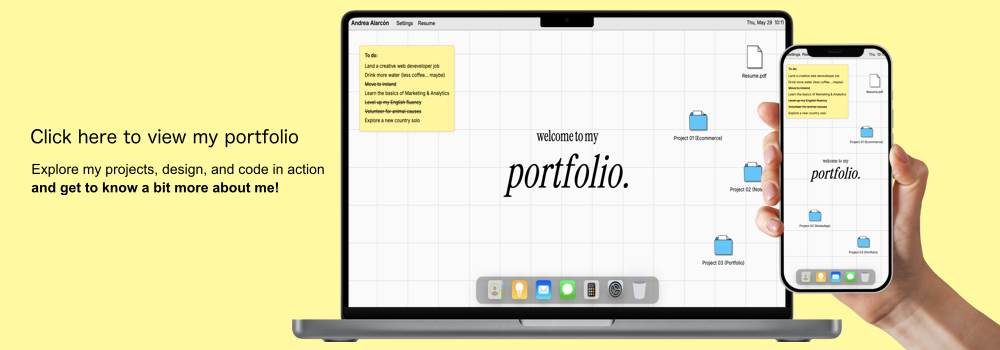 Click here to view my portfolio
Explore my projects, design, and code in action
and get to know a bit more about me!
Andrea Alarcón Settings Resume
Thu, May 29 10:11
To do:
Land a creative web deveveloper job
Drink more water (less coffee... maybe)
Move to Ireland
Learn the basics of Marketing & Analytics
Level up my English fluency
Volunteer for animal causes
Explore a new country solo
Resume.pdf
Project 01 (Ecommerce)
welcome to my
portfolio.
Project 02 (Note
Project 03 (Portfolio)
Settings
Thu,
To do:
Land a creative web deveveloper job
Drink more water (less coffee... maybe)
Move to Ireland
Learn the basics of Marketing & Analytics
Level up my English fluency
Volunteer for animal causes
Explore a new country solo
Resume.pdf
Project 01 (Ecommerce)
welcome to my
portfolio.
Project 02 (NotesApp)
Project 03 (Portfolio)